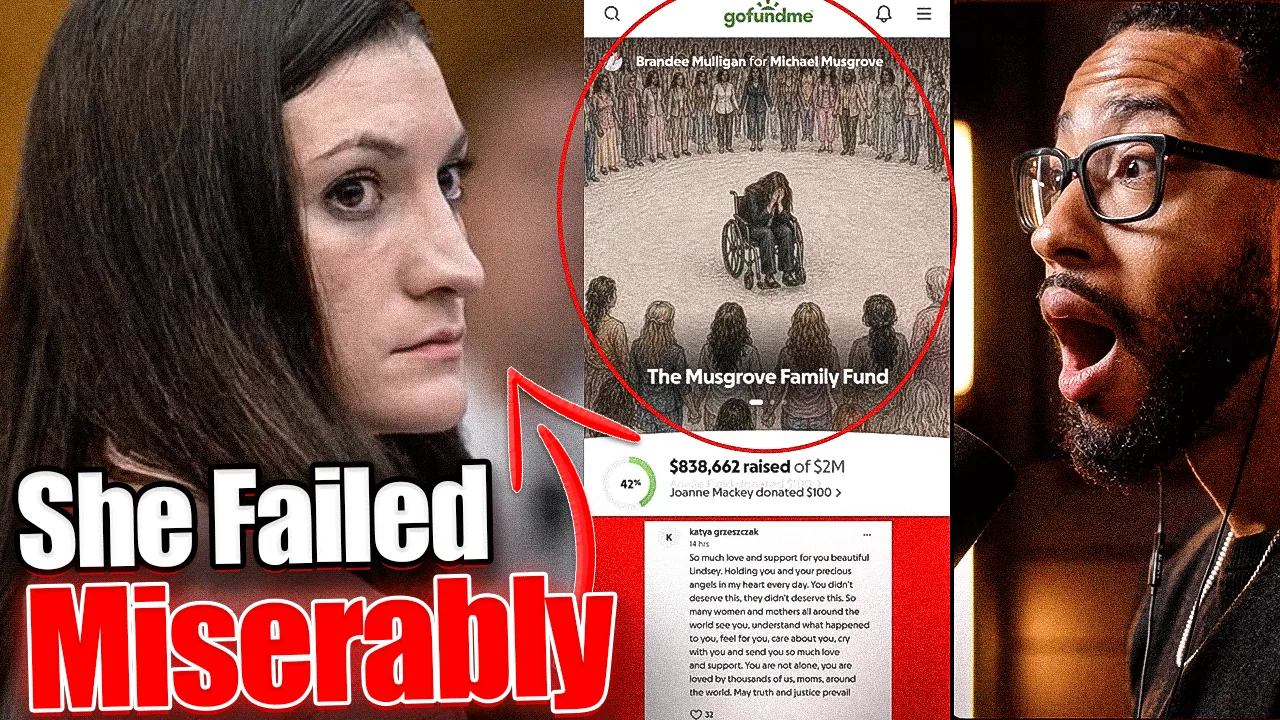 gofundme
Brandee Mulligan for Michael Musgrove
The Musgrove Family Fund
42%
$838,662 raised of $2M
Joanne Mackey donated $100 >
K
katya grzeszczak
14 hrs
So much love and support for you beautiful
Lindsey. Holding you and your precious
angels in my heart every day. You didn't
deserve this, they didn't deserve this. So
many women and mothers all around the
world see you, understand what happened
to you, feel for you, care about you, cry
with you and send you so much love
and support. You are not alone, you are
loved by thousands of us, moms, around
the world. May truth and justice prevail
32
She Failed
Miserably